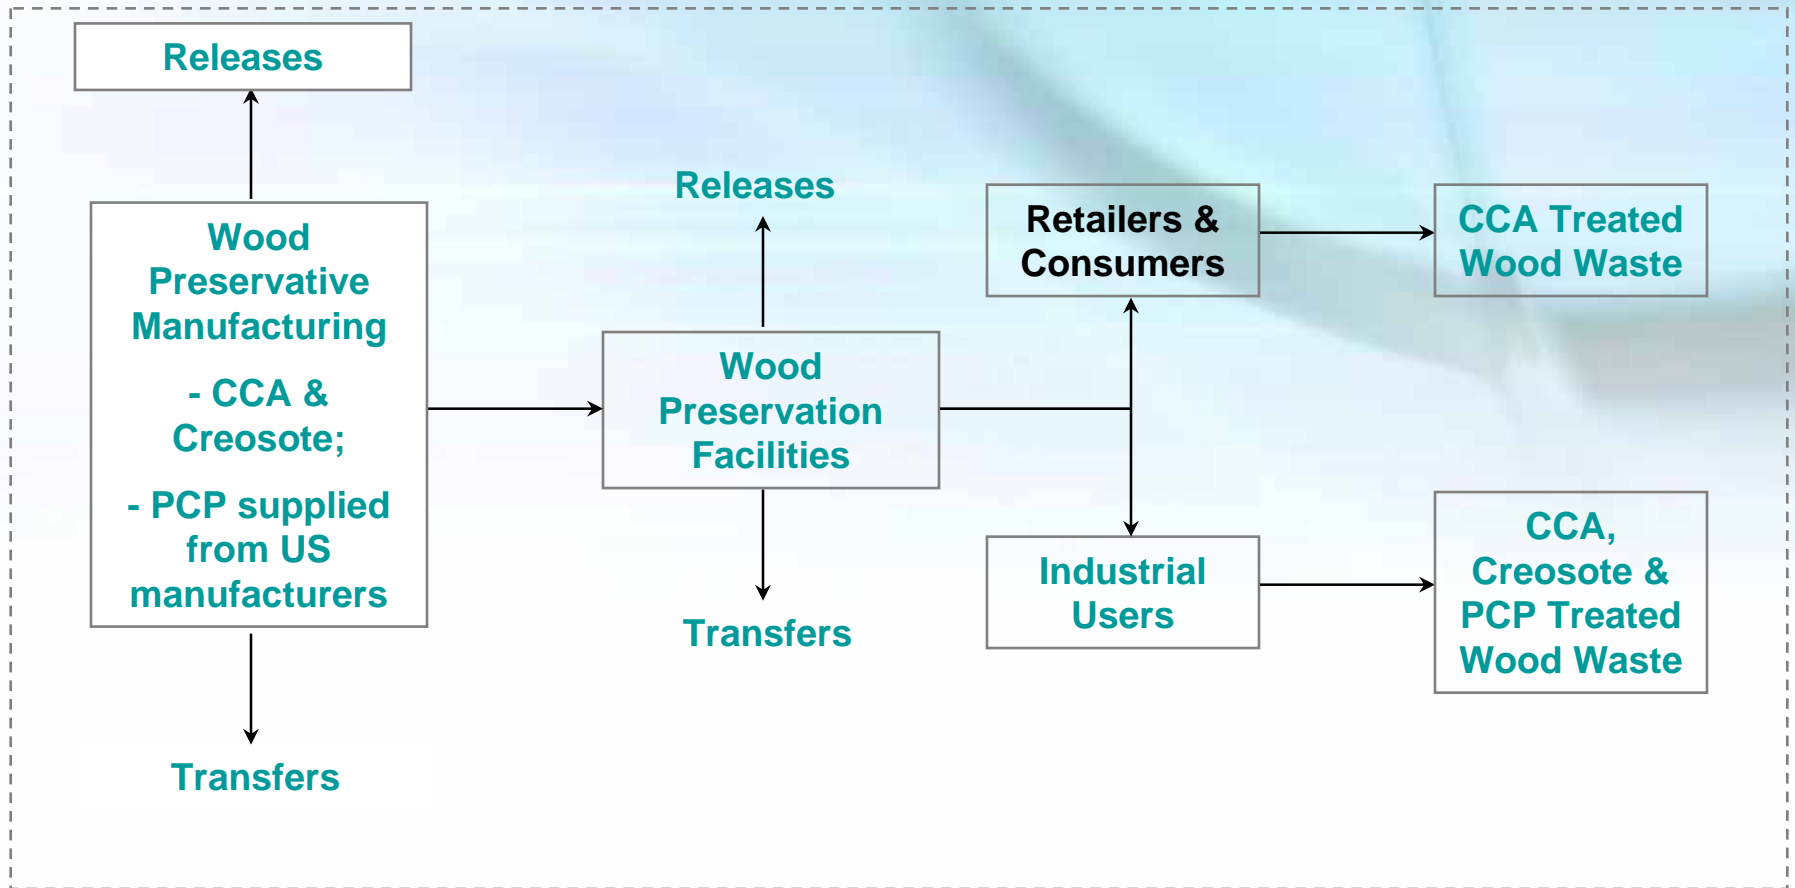 Releases
Wood
Preservative
Manufacturing
- CCA &
Creosote;
- PCP supplied
from US
manufacturers
Transfers
Releases
Wood
Preservation
Facilities
Transfers
Retailers &
Consumers
Industrial
Users
CCA Treated
Wood Waste
CCA,
Creosote &
PCP Treated
Wood Waste